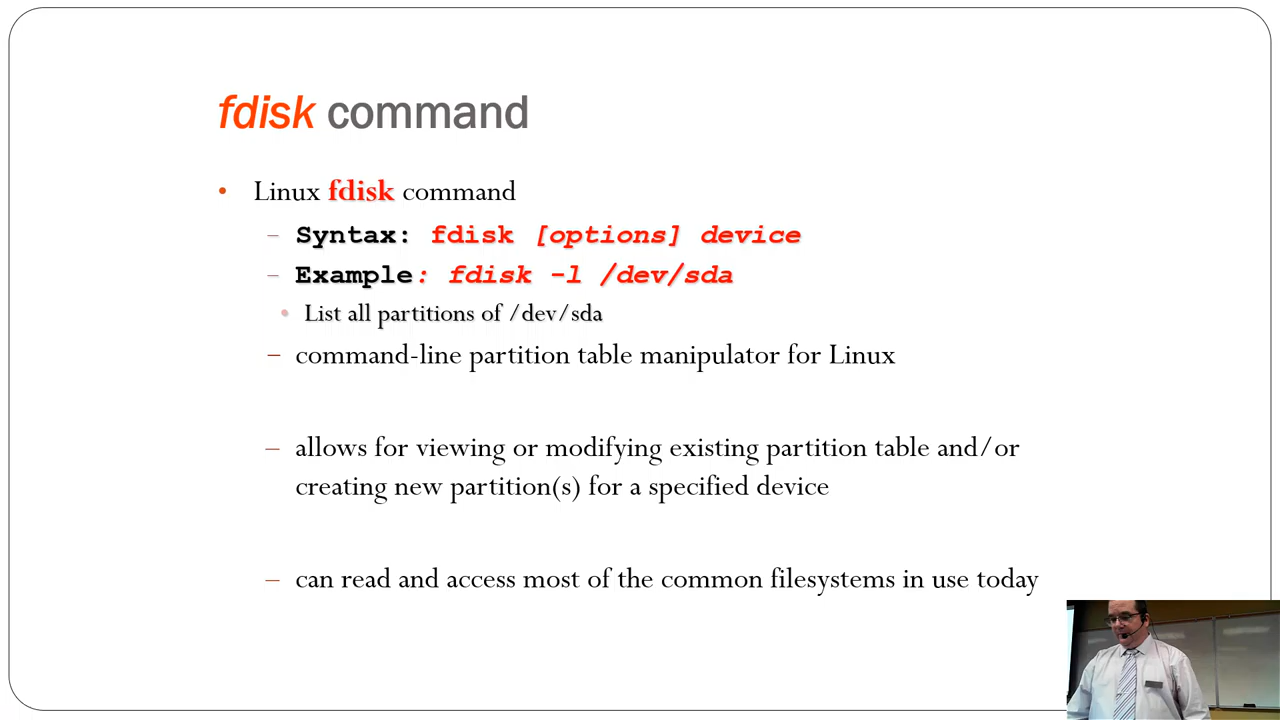 fdisk command
• Linux fdisk command
– Syntax: fdisk [options] device
– Example: fdisk -l /dev/sda
• List all partitions of /dev/sda
– command-line partition table manipulator for Linux
– allows for viewing or modifying existing partition table and/or
creating new partition(s) for a specified device
– can read and access most of the common filesystems in use today